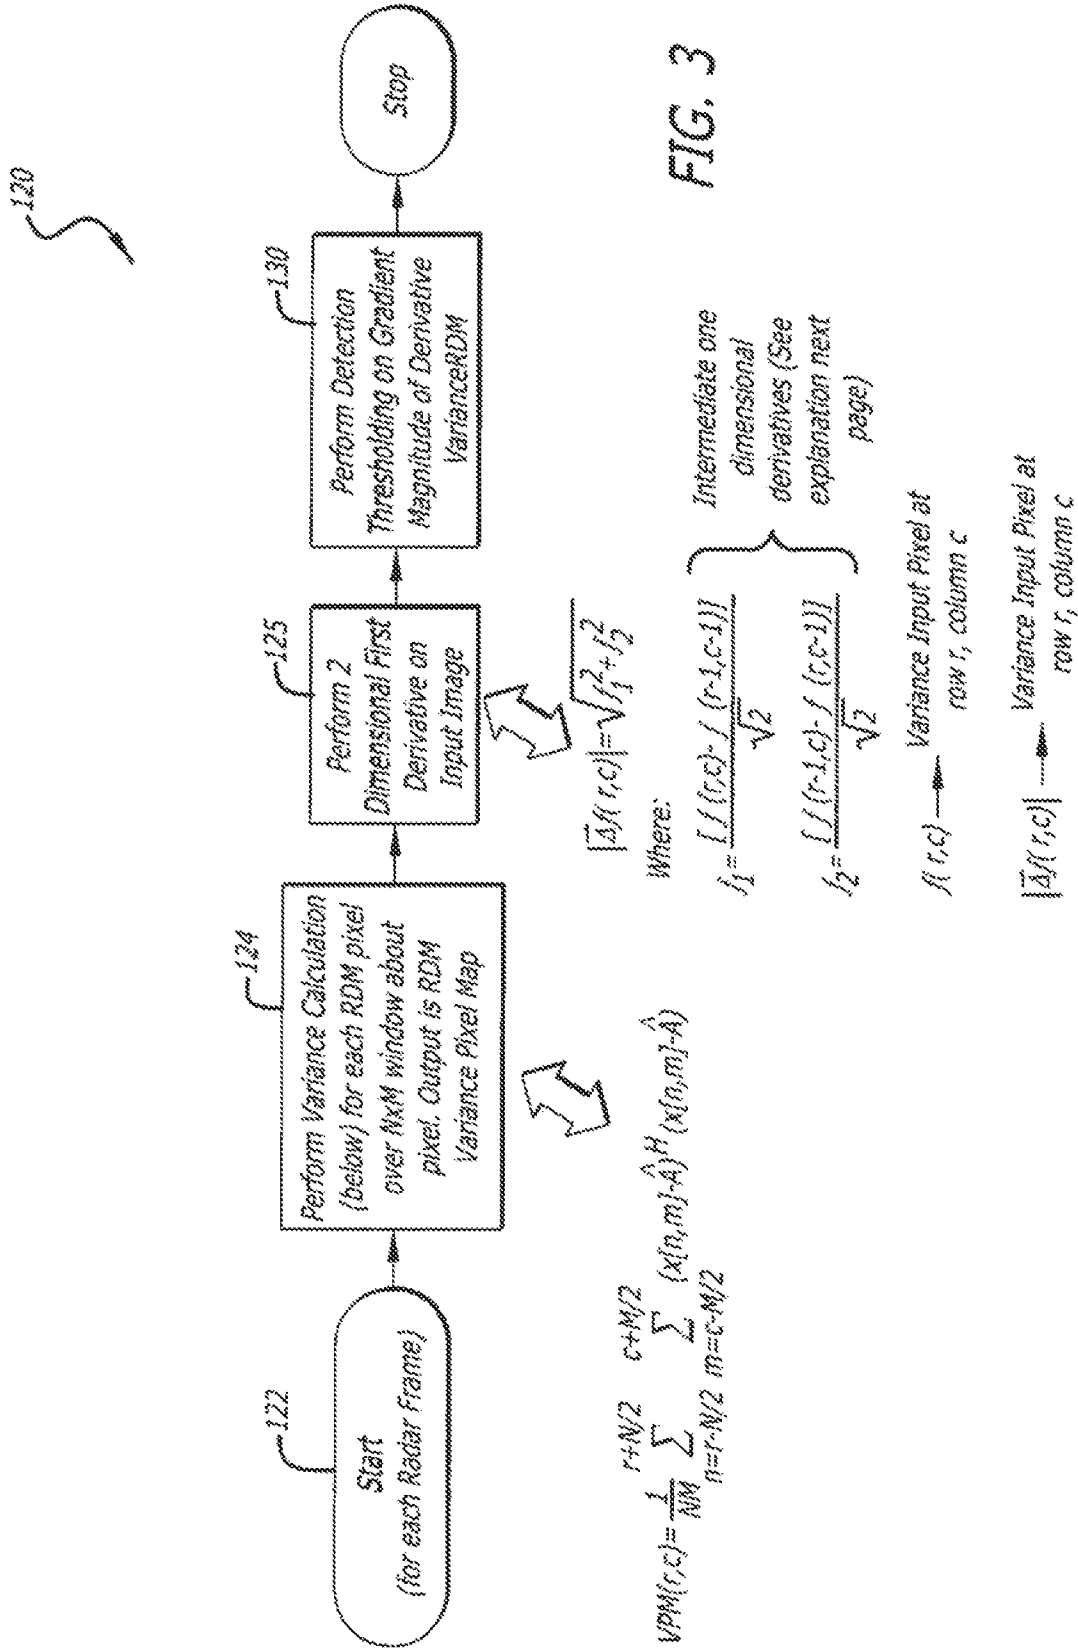 120
122
Start
(for each Radar Frame)
124
Perform Variance Calculation
(below) for each RDM pixel
over NxM window about
pixel. Output is RDM
Variance Pixel Map
125
Perform 2
Dimensional First
Derivative on
Input Image
130
Perform Detection
Thresholding on Gradient
Magnitude of Derivative
VarianceRDM
Stop
VPM(r,c)= 1/NM r+N/2 Σ n=r-N/2 c+M/2 Σ m=c-M/2 (x[n,m]-Â)ᴴ(x[n,m]-Â)
|Δ̄f(r,c)|=√f₁²+f₂²
Where:
f₁= [f(r,c)- f (r-1,c-1)] / √2
f₂= [f(r-1,c)- f (r,c-1)] / √2
Intermediate one
dimensional
derivatives (See
explanation next
page)
f(r,c) → Variance Input Pixel at
row r, column c
|Δ̄f(r,c)| → Variance Input Pixel at
row r, column c
FIG. 3